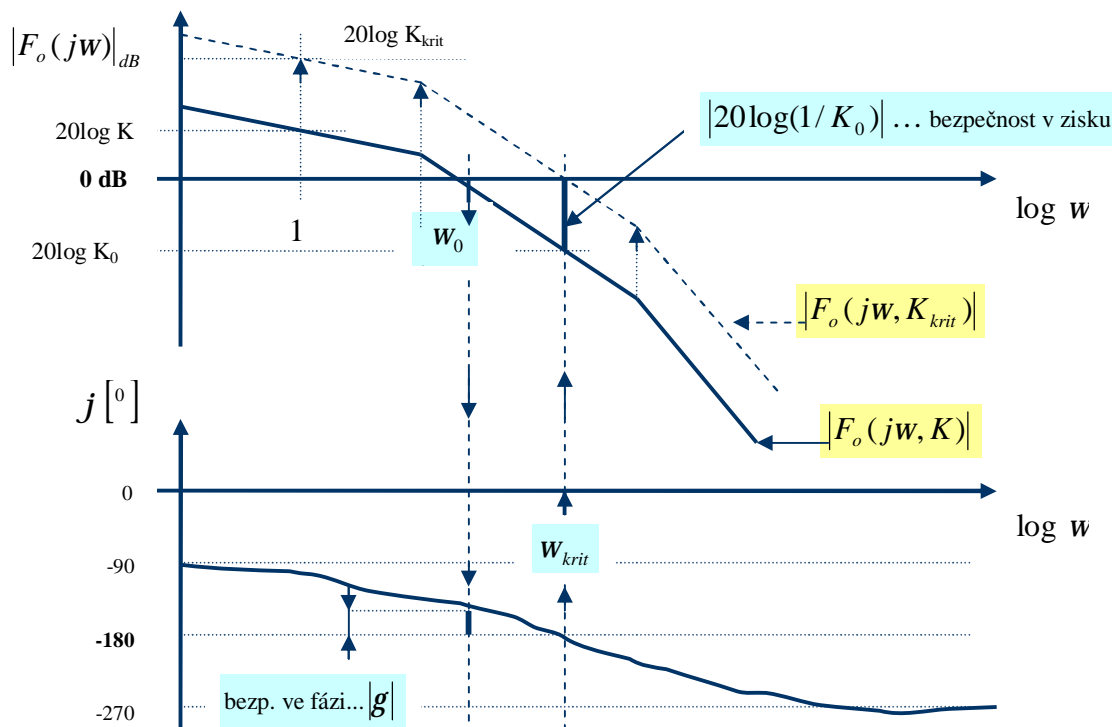 |F_o(jw)|_dB
20log K_krit
20log K
|20log(1/K_0)| … bezpečnost v zisku
0 dB
log w
1
w_0
20log K_0
|F_o(jw, K_krit)|
j [^0]
|F_o(jw, K)|
0
log w
w_krit
-90
-180
bezp. ve fázi...|g|
-270